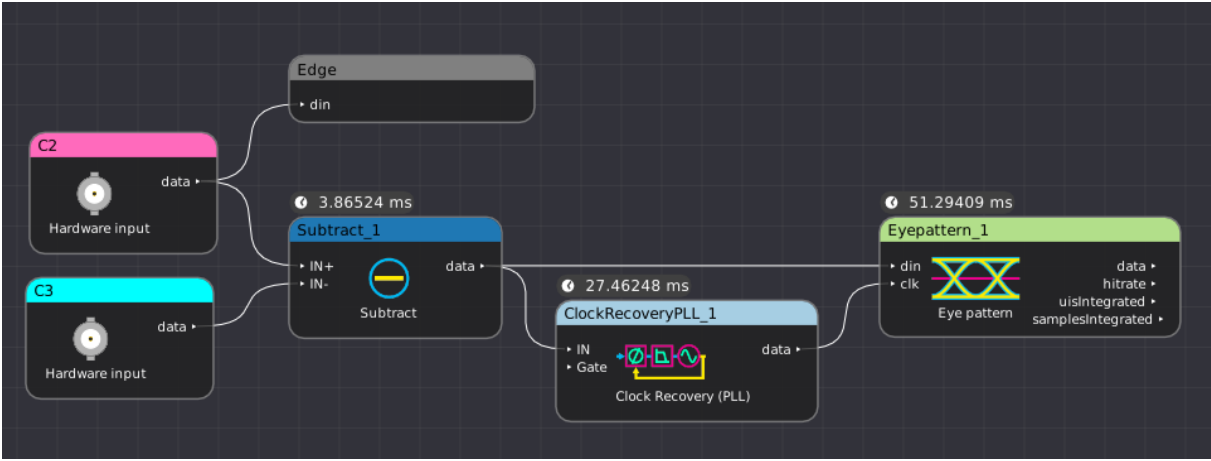 Edge
din
C2
data
Hardware input
3.86524 ms
Subtract_1
IN+
IN-
data
Subtract
C3
data
Hardware input
27.46248 ms
ClockRecoveryPLL_1
IN
Gate
data
Clock Recovery (PLL)
51.29409 ms
Eyepattern_1
din
clk
Eye pattern
data
hitrate
uisIntegrated
samplesIntegrated